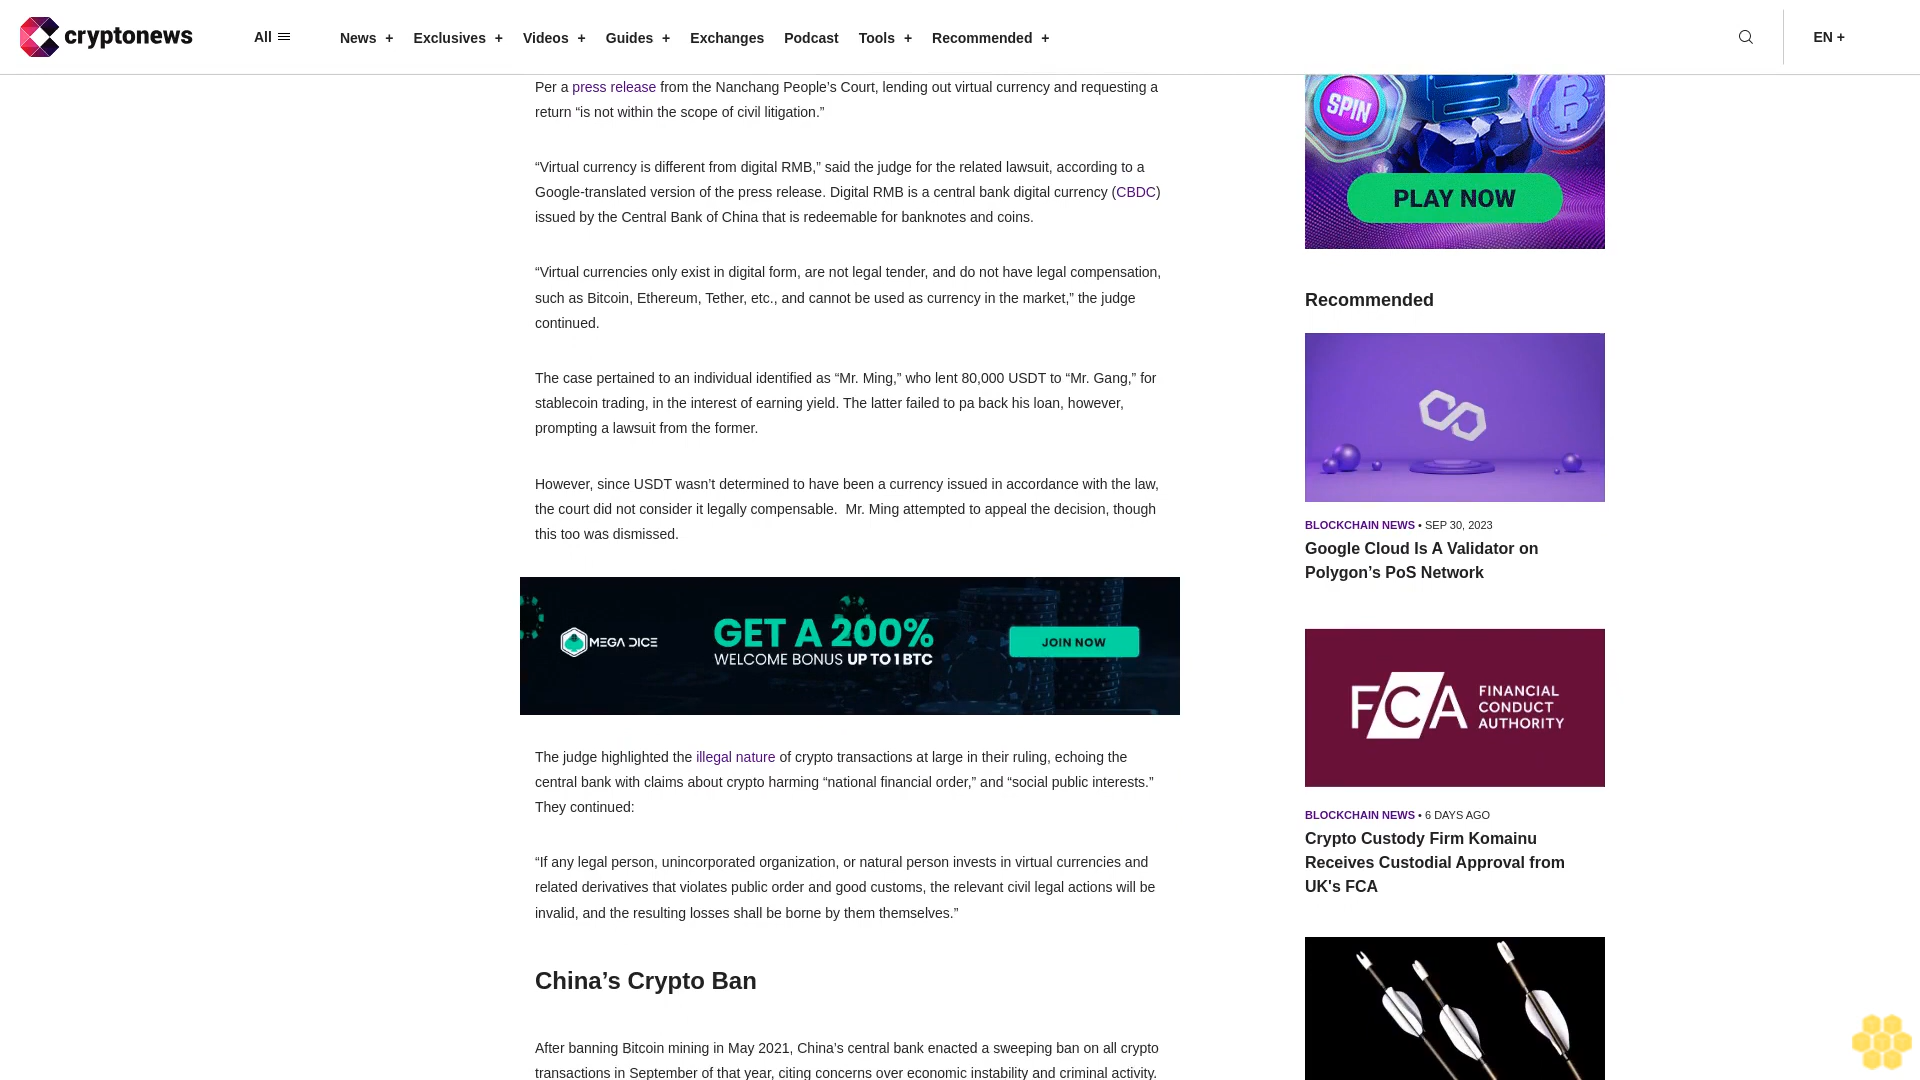 cryptonews
All
News + Exclusives + Videos + Guides + Exchanges Podcast Tools + Recommended +
EN +
Per a press release from the Nanchang People’s Court, lending out virtual currency and requesting a
return “is not within the scope of civil litigation.”
“Virtual currency is different from digital RMB,” said the judge for the related lawsuit, according to a
Google-translated version of the press release. Digital RMB is a central bank digital currency (CBDC)
issued by the Central Bank of China that is redeemable for banknotes and coins.
“Virtual currencies only exist in digital form, are not legal tender, and do not have legal compensation,
such as Bitcoin, Ethereum, Tether, etc., and cannot be used as currency in the market,” the judge
continued.
The case pertained to an individual identified as “Mr. Ming,” who lent 80,000 USDT to “Mr. Gang,” for
stablecoin trading, in the interest of earning yield. The latter failed to pa back his loan, however,
prompting a lawsuit from the former.
However, since USDT wasn’t determined to have been a currency issued in accordance with the law,
the court did not consider it legally compensable.  Mr. Ming attempted to appeal the decision, though
this too was dismissed.
MEGA DICE
GET A 200%
WELCOME BONUS UP TO 1 BTC
JOIN NOW
The judge highlighted the illegal nature of crypto transactions at large in their ruling, echoing the
central bank with claims about crypto harming “national financial order,” and “social public interests.”
They continued:
“If any legal person, unincorporated organization, or natural person invests in virtual currencies and
related derivatives that violates public order and good customs, the relevant civil legal actions will be
invalid, and the resulting losses shall be borne by them themselves.”
China’s Crypto Ban
After banning Bitcoin mining in May 2021, China’s central bank enacted a sweeping ban on all crypto
transactions in September of that year, citing concerns over economic instability and criminal activity.
SPIN
PLAY NOW
Recommended
BLOCKCHAIN NEWS • SEP 30, 2023
Google Cloud Is A Validator on
Polygon’s PoS Network
FCA
FINANCIAL
CONDUCT
AUTHORITY
BLOCKCHAIN NEWS • 6 DAYS AGO
Crypto Custody Firm Komainu
Receives Custodial Approval from
UK's FCA